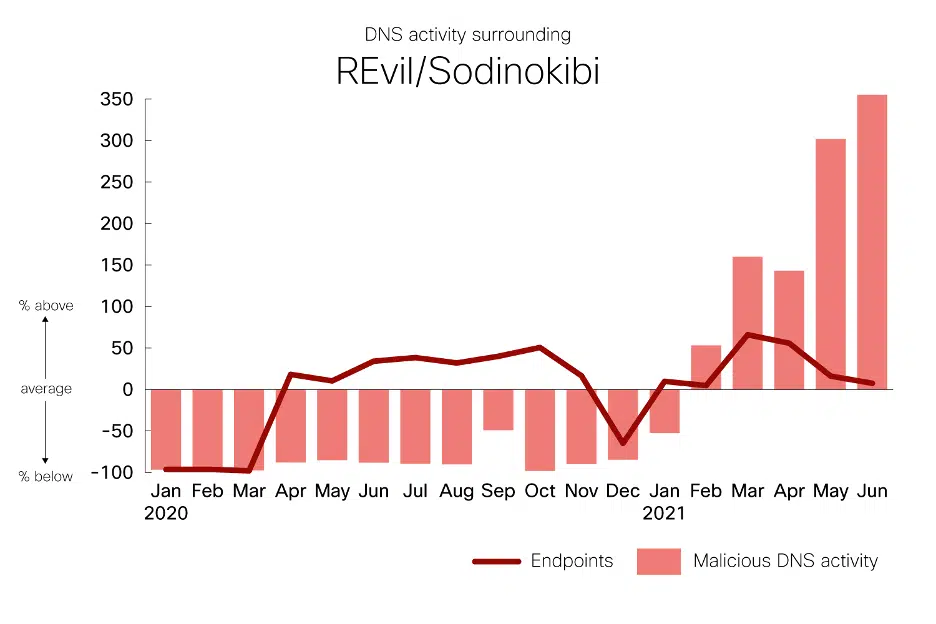 DNS activity surrounding
REvil/Sodinokibi
350
300
250
200
150
% above
100
50
average
0
-50
% below
-100
Jan Feb Mar Apr May Jun Jul Aug Sep Oct Nov Dec Jan Feb Mar Apr May Jun
2020 2021
Endpoints Malicious DNS activity